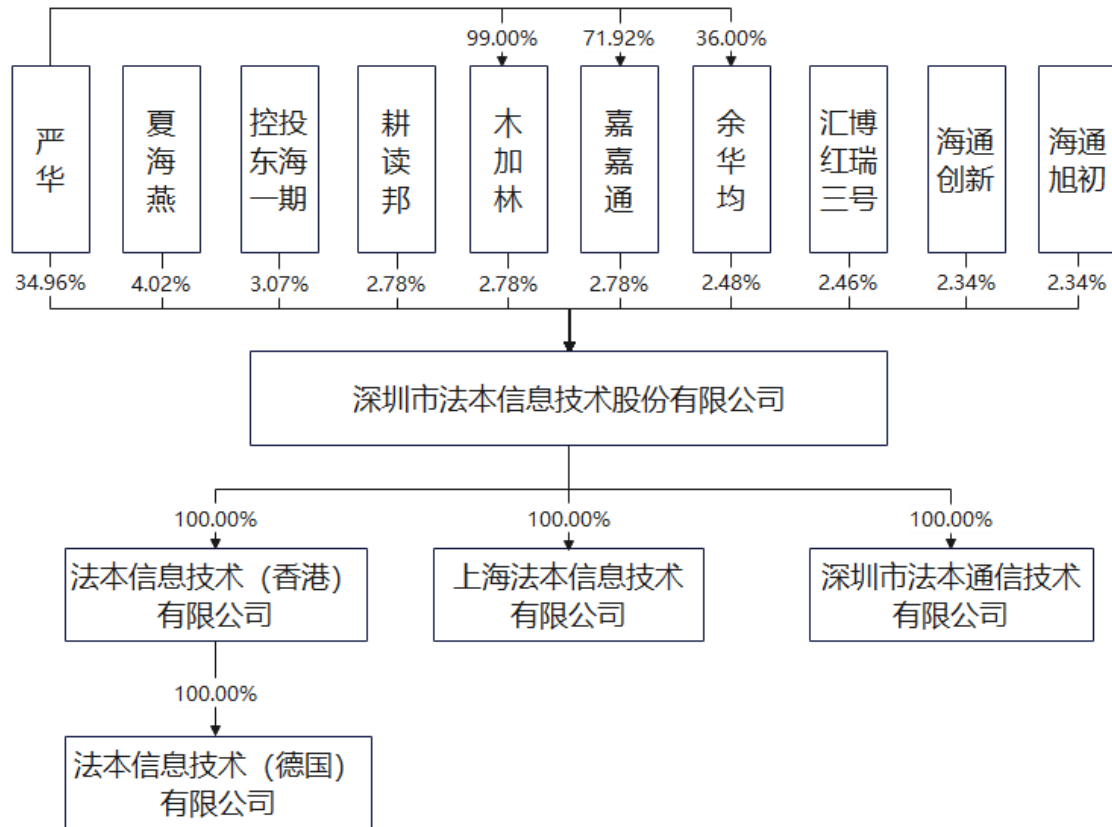 99.00%
71.92%
36.00%
严华
夏海燕
控投东海一期
耕读邦
木加林
嘉嘉通
余华均
汇博红瑞三号
海通创新
海通旭初
34.96%
4.02%
3.07%
2.78%
2.78%
2.78%
2.48%
2.46%
2.34%
2.34%
深圳市法本信息技术股份有限公司
100.00%
100.00%
100.00%
法本信息技术（香港）
有限公司
上海法本信息技术
有限公司
深圳市法本通信技术
有限公司
100.00%
法本信息技术（德国）
有限公司